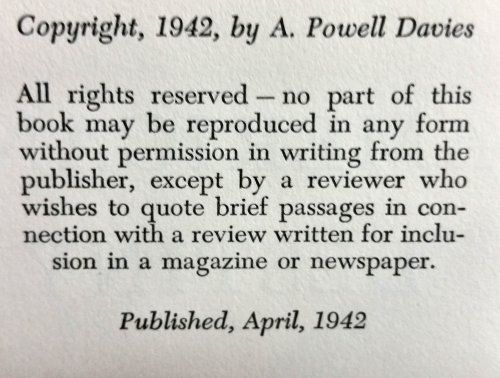 Copyright, 1942, by A. Powell Davies
All rights reserved — no part of this
book may be reproduced in any form
without permission in writing from the
publisher, except by a reviewer who
wishes to quote brief passages in con-
nection with a review written for inclu-
sion in a magazine or newspaper.
Published, April, 1942